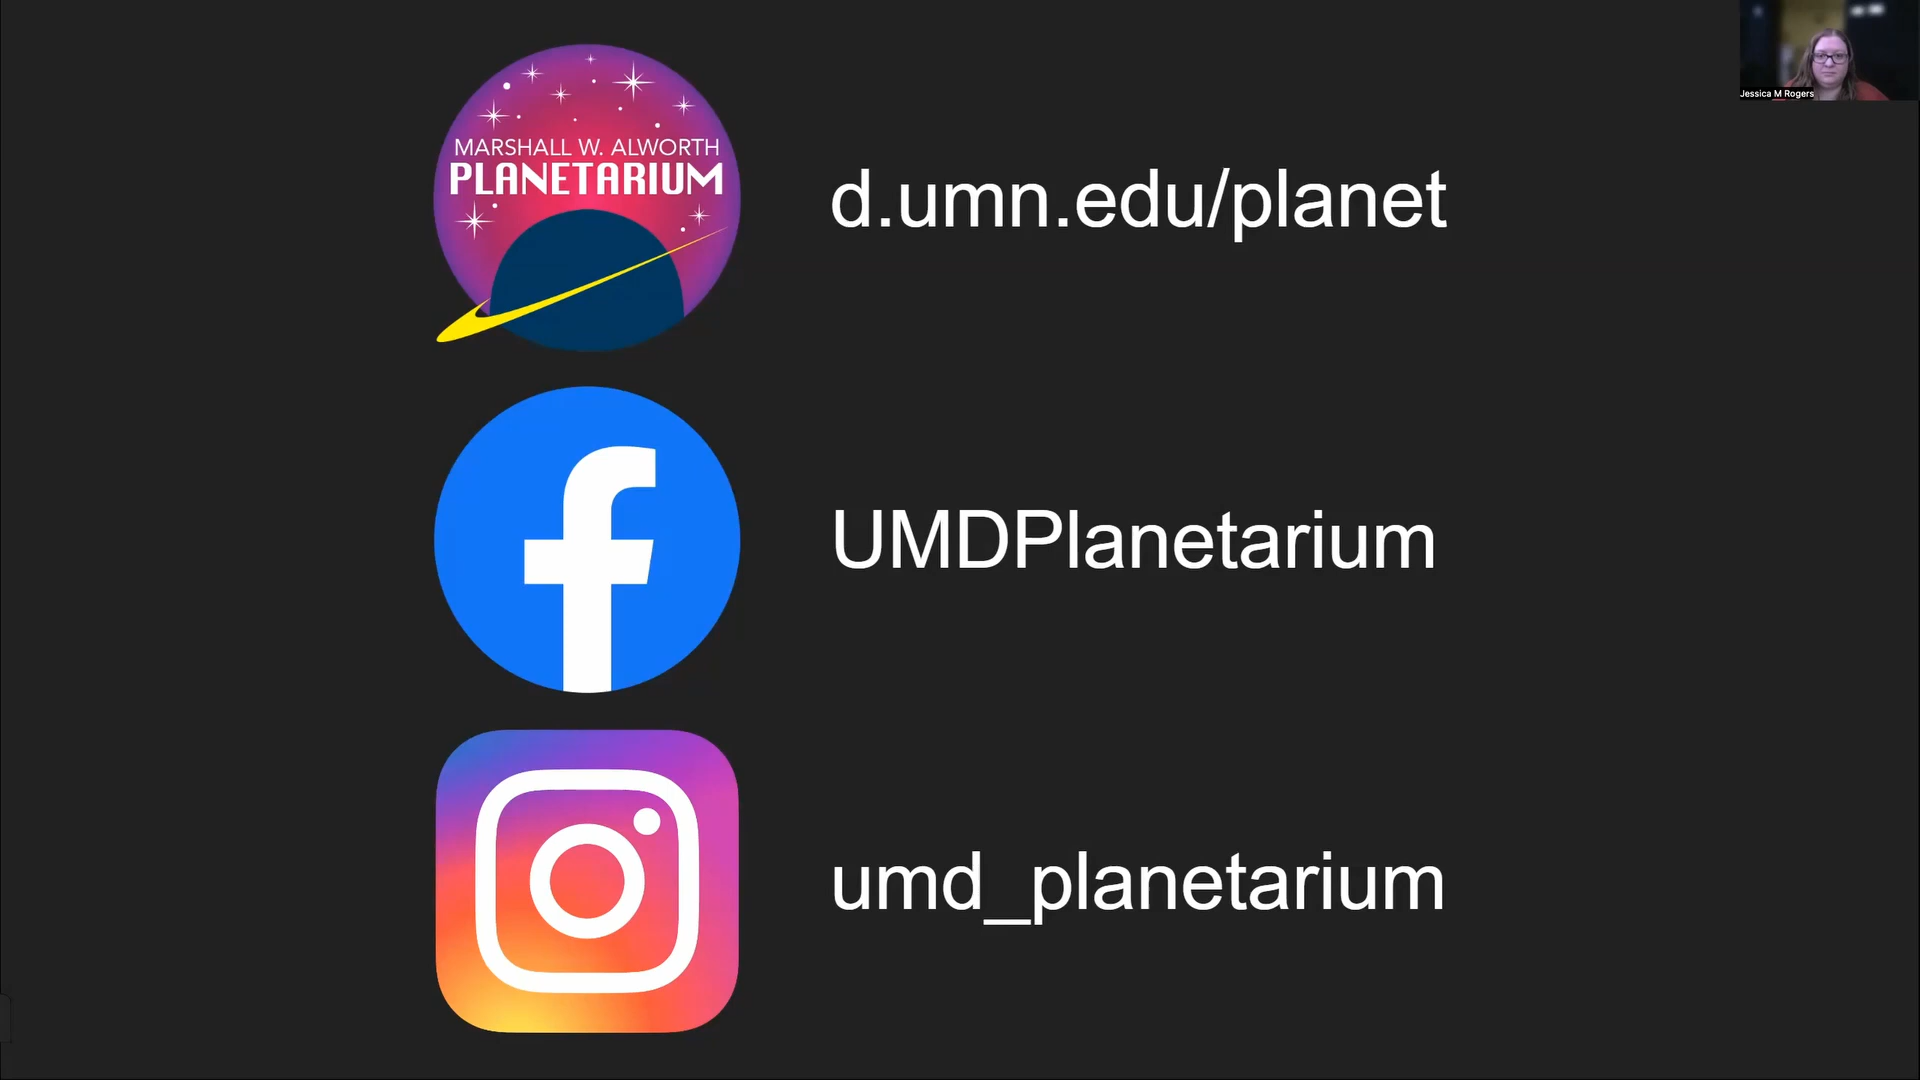 MARSHALL W. ALWORTH
PLANETARIUM
d.umn.edu/planet
UMDPlanetarium
umd_planetarium
Jessica M Rogers